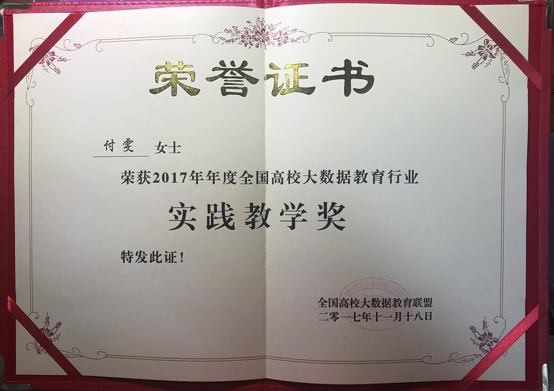 荣誉证书
付雯 女士
荣获2017年年度全国高校大数据教育行业
实践教学奖
特发此证!
全国高校大数据教育联盟
二零一七年十一月十八日